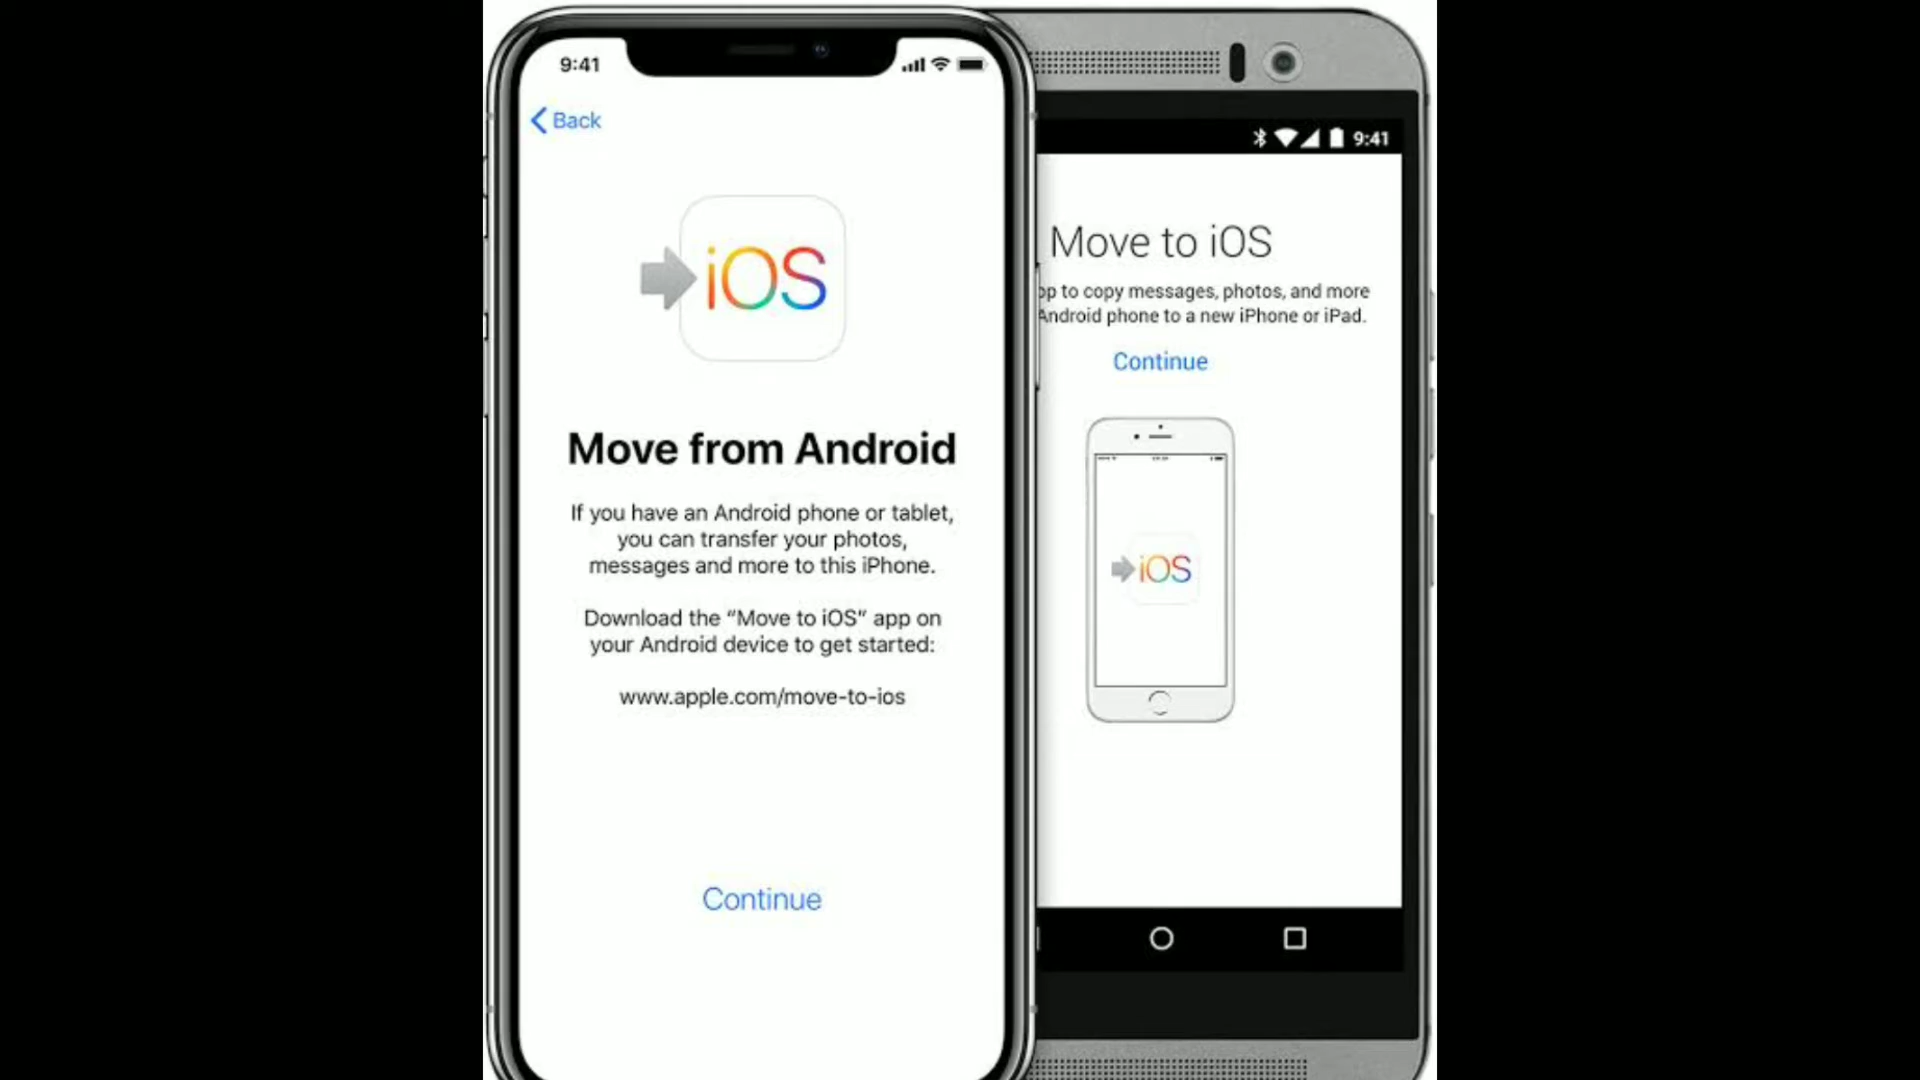 9:41
Back
iOS
Move from Android
If you have an Android phone or tablet,
you can transfer your photos,
messages and more to this iPhone.
Download the “Move to iOS” app on
your Android device to get started:
www.apple.com/move-to-ios
Continue
9:41
Move to iOS
to copy messages, photos, and more
Android phone to a new iPhone or iPad.
Continue
iOS